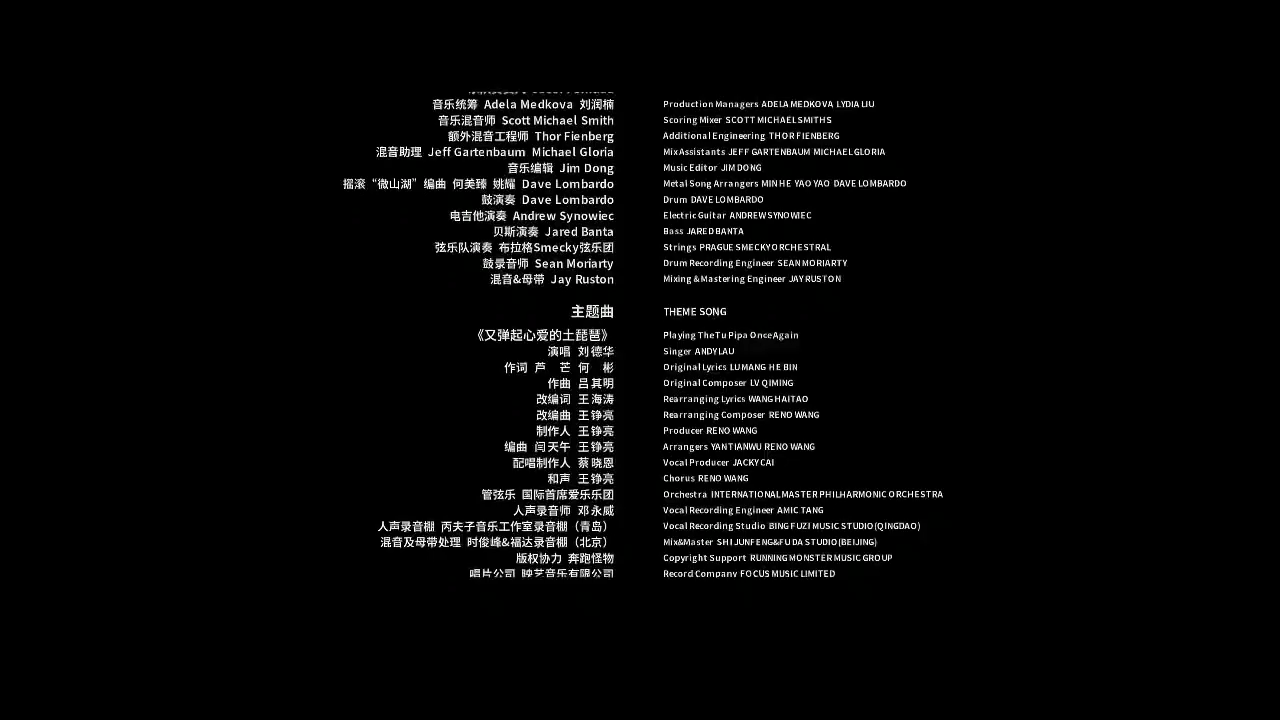 音乐统筹 Adela Medkova 刘润楠 Production Managers ADELA MEDKOVA LYDIA LIU
音乐混音师 Scott Michael Smith Scoring Mixer SCOTT MICHAEL SMITHS
额外混音工程师 Thor Fienberg Additional Engineering THOR FIENBERG
混音助理 Jeff Gartenbaum Michael Gloria Mix Assistants JEFF GARTENBAUM MICHAEL GLORIA
音乐编辑 Jim Dong Music Editor JIM DONG
摇滚“微山湖”编曲 何美臻 姚耀 Dave Lombardo Metal Song Arrangers MIN HE YAO YAO DAVE LOMBARDO
鼓演奏 Dave Lombardo Drum DAVE LOMBARDO
电吉他演奏 Andrew Synowiec Electric Guitar ANDREW SYNOWIEC
贝斯演奏 Jared Banta Bass JARED BANTA
弦乐队演奏 布拉格Smecky弦乐团 Strings PRAGUE SMECKY ORCHESTRAL
鼓录音师 Sean Moriarty Drum Recording Engineer SEAN MORIARTY
混音&母带 Jay Ruston Mixing & Mastering Engineer JAY RUSTON
主题曲 THEME SONG
《又弹起心爱的土琵琶》 Playing The Tu Pipa Once Again
演唱 刘德华 Singer ANDY LAU
作词 芦 芒 何 彬 Original Lyrics LU MANG HE BIN
作曲 吕其明 Original Composer LV QIMING
改编词 王海涛 Rearranging Lyrics WANG HAITAO
改编曲 王铮亮 Rearranging Composer RENO WANG
制作人 王铮亮 Producer RENO WANG
编曲 闫天午 王铮亮 Arrangers YAN TIANWU RENO WANG
配唱制作人 蔡晓恩 Vocal Producer JACKY CAI
和声 王铮亮 Chorus RENO WANG
管弦乐 国际首席爱乐乐团 Orchestra INTERNATIONAL MASTER PHILHARMONIC ORCHESTRA
人声录音师 邓永威 Vocal Recording Engineer AMIC TANG
人声录音棚 丙夫子音乐工作室录音棚（青岛） Vocal Recording Studio BING FUZI MUSIC STUDIO(QINGDAO)
混音及母带处理 时俊峰&福达录音棚（北京） Mix&Master SHI JUNFENG&FU DA STUDIO(BEIJING)
版权协力 奔跑怪物 Copyright Support RUNNING MONSTER MUSIC GROUP
唱片公司 映艺音乐有限公司 Record Company FOCUS MUSIC LIMITED